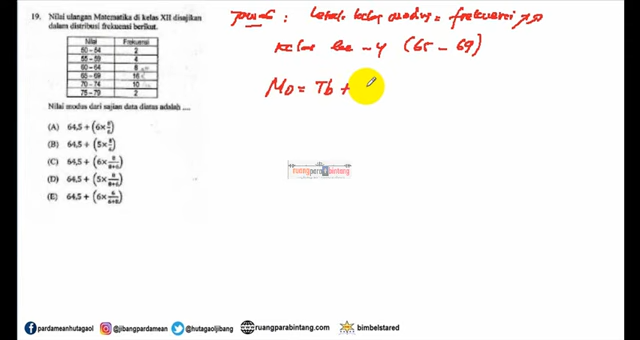 19. Nilai ulangan Matematika di kelas XII disajikan
dalam distribusi frekuensi berikut.
Nilai Frekuensi
50–54 2
55–59 4
60–64 8
65–69 16
70–74 10
75–79 2
Nilai modus dari sajian data diatas adalah ....
(A) 64,5 + (6×8/6)
(B) 64,5 + (5×8/6)
(C) 64,5 + (6×8/8+6)
(D) 64,5 + (5×8/8+6)
(E) 64,5 + (6×6/6+8)
Jawab : Letak kelas modus = frekuensi
Kelas ke - 4 (65 - 69)
Mo = Tb +
ruangparabintang
pardameanhutagaol @jibangpardamean @hutagaoljibang ruangparabintang.com bimbelstared